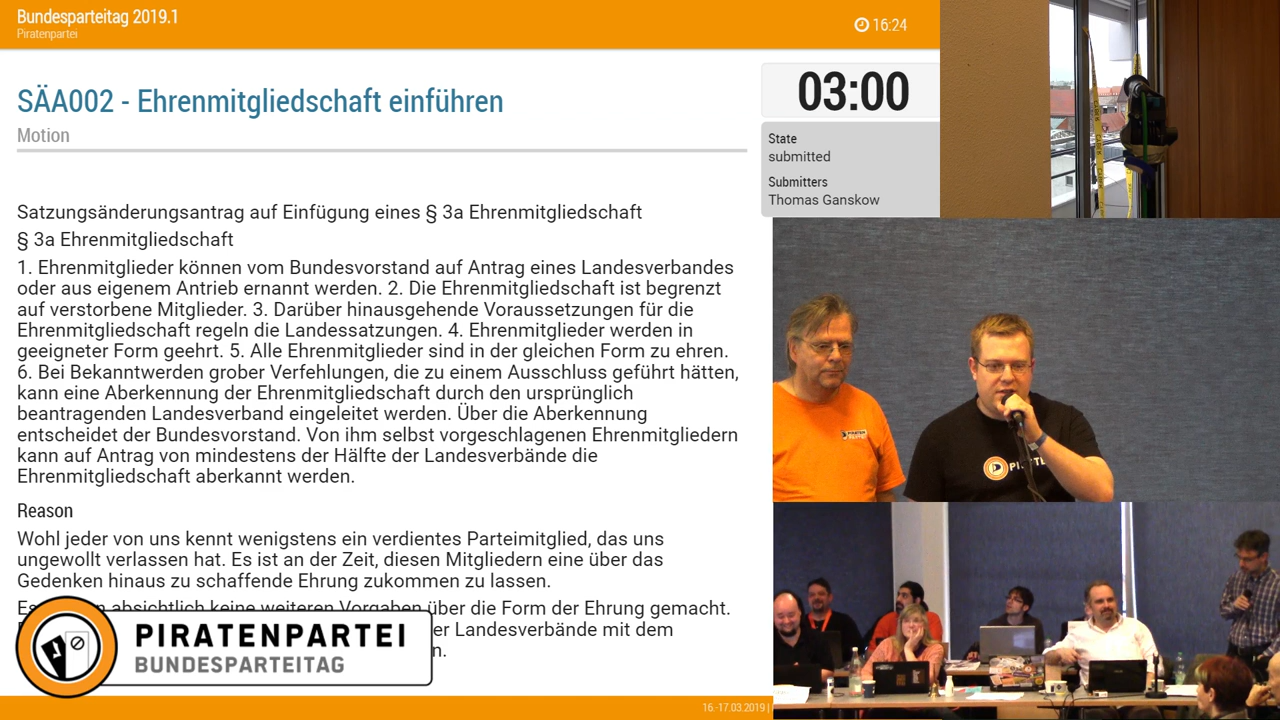 Bundesparteitag 2019.1
Piratenpartei
16:24
SÄA002 - Ehrenmitgliedschaft einführen
Motion
03:00
State
submitted
Submitters
Thomas Ganskow
Satzungsänderungsantrag auf Einfügung eines § 3a Ehrenmitgliedschaft
§ 3a Ehrenmitgliedschaft
1. Ehrenmitglieder können vom Bundesvorstand auf Antrag eines Landesverbandes
oder aus eigenem Antrieb ernannt werden. 2. Die Ehrenmitgliedschaft ist begrenzt
auf verstorbene Mitglieder. 3. Darüber hinausgehende Voraussetzungen für die
Ehrenmitgliedschaft regeln die Landessatzungen. 4. Ehrenmitglieder werden in
geeigneter Form geehrt. 5. Alle Ehrenmitglieder sind in der gleichen Form zu ehren.
6. Bei Bekanntwerden grober Verfehlungen, die zu einem Ausschluss geführt hätten,
kann eine Aberkennung der Ehrenmitgliedschaft durch den ursprünglich
beantragenden Landesverband eingeleitet werden. Über die Aberkennung
entscheidet der Bundesvorstand. Von ihm selbst vorgeschlagenen Ehrenmitgliedern
kann auf Antrag von mindestens der Hälfte der Landesverbände die
Ehrenmitgliedschaft aberkannt werden.
Reason
Wohl jeder von uns kennt wenigstens ein verdientes Parteimitglied, das uns
ungewollt verlassen hat. Es ist an der Zeit, diesen Mitgliedern eine über das
Gedenken hinaus zu schaffende Ehrung zukommen zu lassen.
absichtlich keine weiteren Vorgaben über die Form der Ehrung gemacht.
er Landesverbände mit dem
n.
PIRATENPARTEI
BUNDESPARTEITAG
16.-17.03.2019 |
PIRATEN